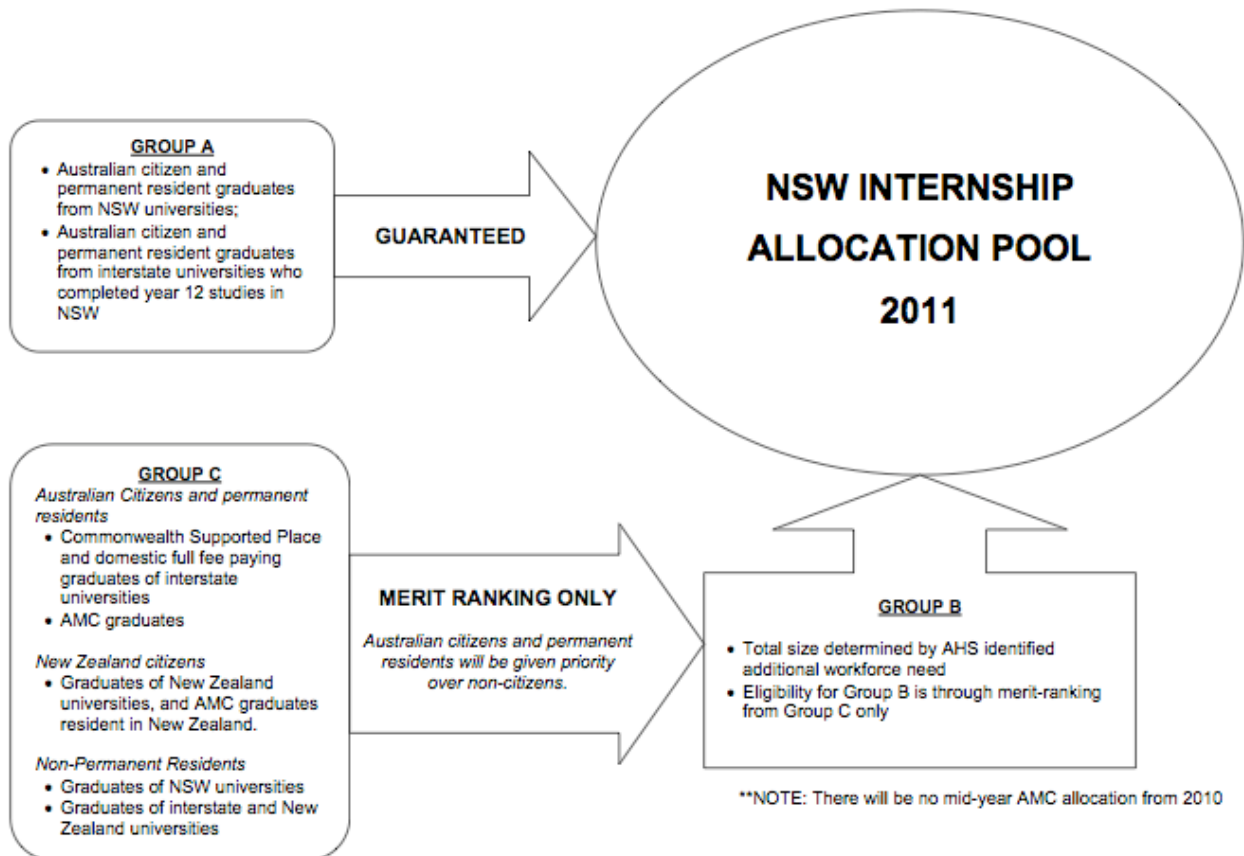 GROUP A
• Australian citizen and
permanent resident graduates
from NSW universities;
• Australian citizen and
permanent resident graduates
from interstate universities who
completed year 12 studies in
NSW
GUARANTEED
NSW INTERNSHIP
ALLOCATION POOL
2011
GROUP C
Australian Citizens and permanent
residents
• Commonwealth Supported Place
and domestic full fee paying
graduates of interstate
universities
• AMC graduates
New Zealand citizens
• Graduates of New Zealand
universities, and AMC graduates
resident in New Zealand.
Non-Permanent Residents
• Graduates of NSW universities
• Graduates of interstate and New
Zealand universities
MERIT RANKING ONLY
Australian citizens and permanent
residents will be given priority
over non-citizens.
GROUP B
• Total size determined by AHS identified
additional workforce need
• Eligibility for Group B is through merit-ranking
from Group C only
**NOTE: There will be no mid-year AMC allocation from 2010